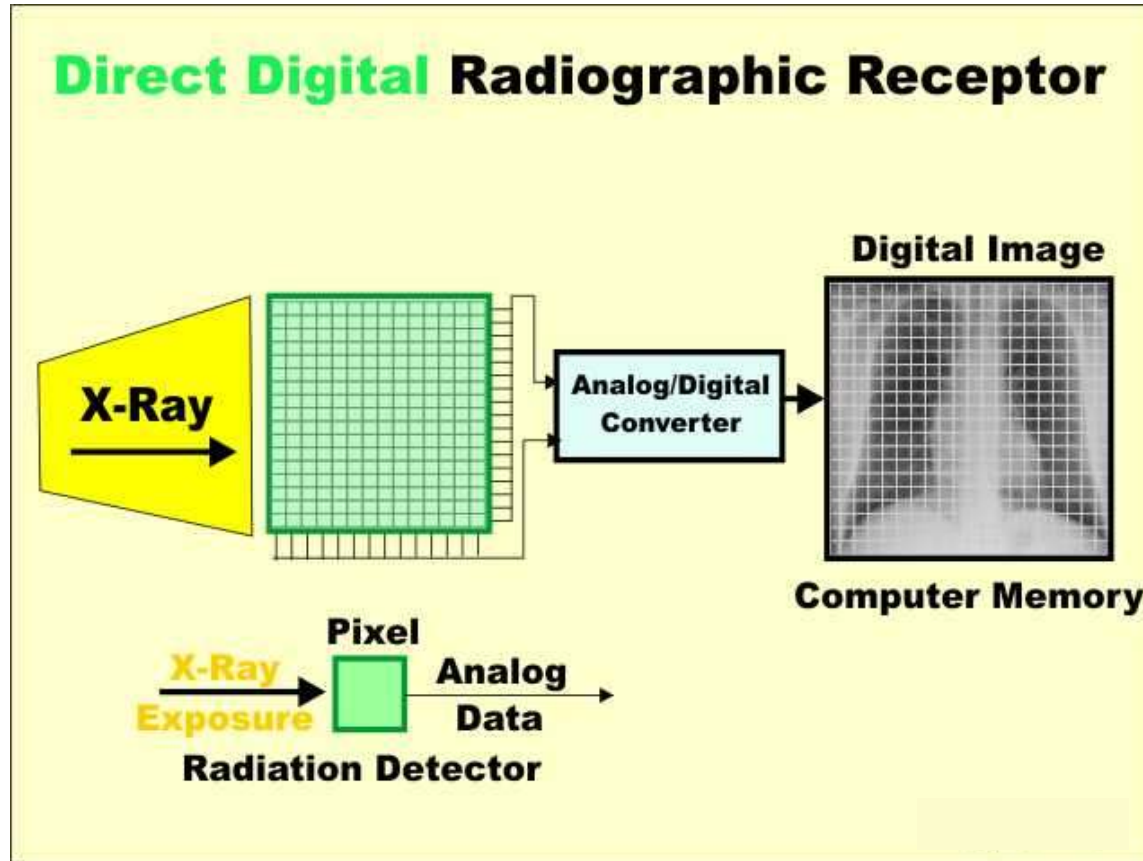 Direct Digital Radiographic Receptor
Digital Image
X-Ray
Analog/Digital
Converter
Computer Memory
Pixel
X-Ray
Exposure
Analog
Data
Radiation Detector